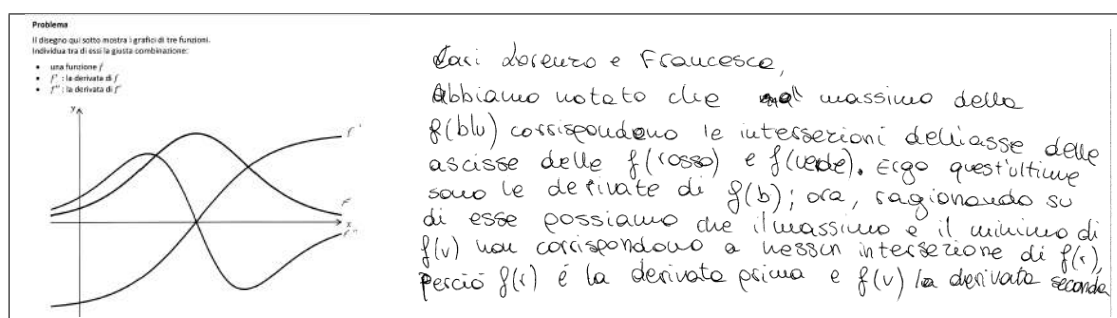 Problema
Il disegno qui sotto mostra i grafici di tre funzioni.
Individua tra di essi la giusta combinazione:
• una funzione f
• f' : la derivata di f
• f'' : la derivata di f'
y
f'
f
x
f''
Cari Lorenzo e Francesca,
Abbiamo notato che al massimo della
f(blu) corrispondono le intersezioni dell'asse delle
ascisse delle f(rosso) e f(verde). Ergo quest'ultime
sono le derivate di f(b); ora, ragionando su
di esse possiamo che il massimo e il minimo di
f(v) non corrispondono a nessun intersezione di f(r),
perciò f(r) é la derivata prima e f(v) la derivata seconda